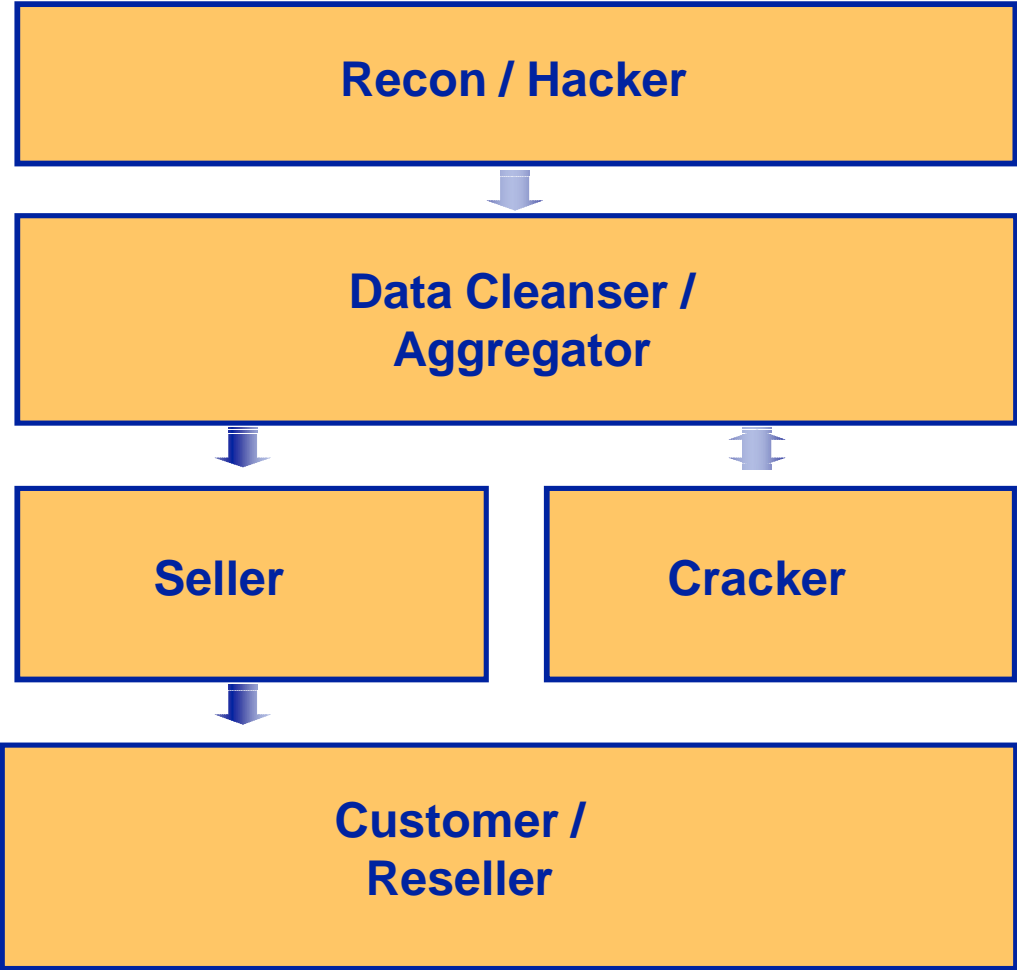 Recon / Hacker
Data Cleanser /
Aggregator
Seller
Cracker
Customer /
Reseller